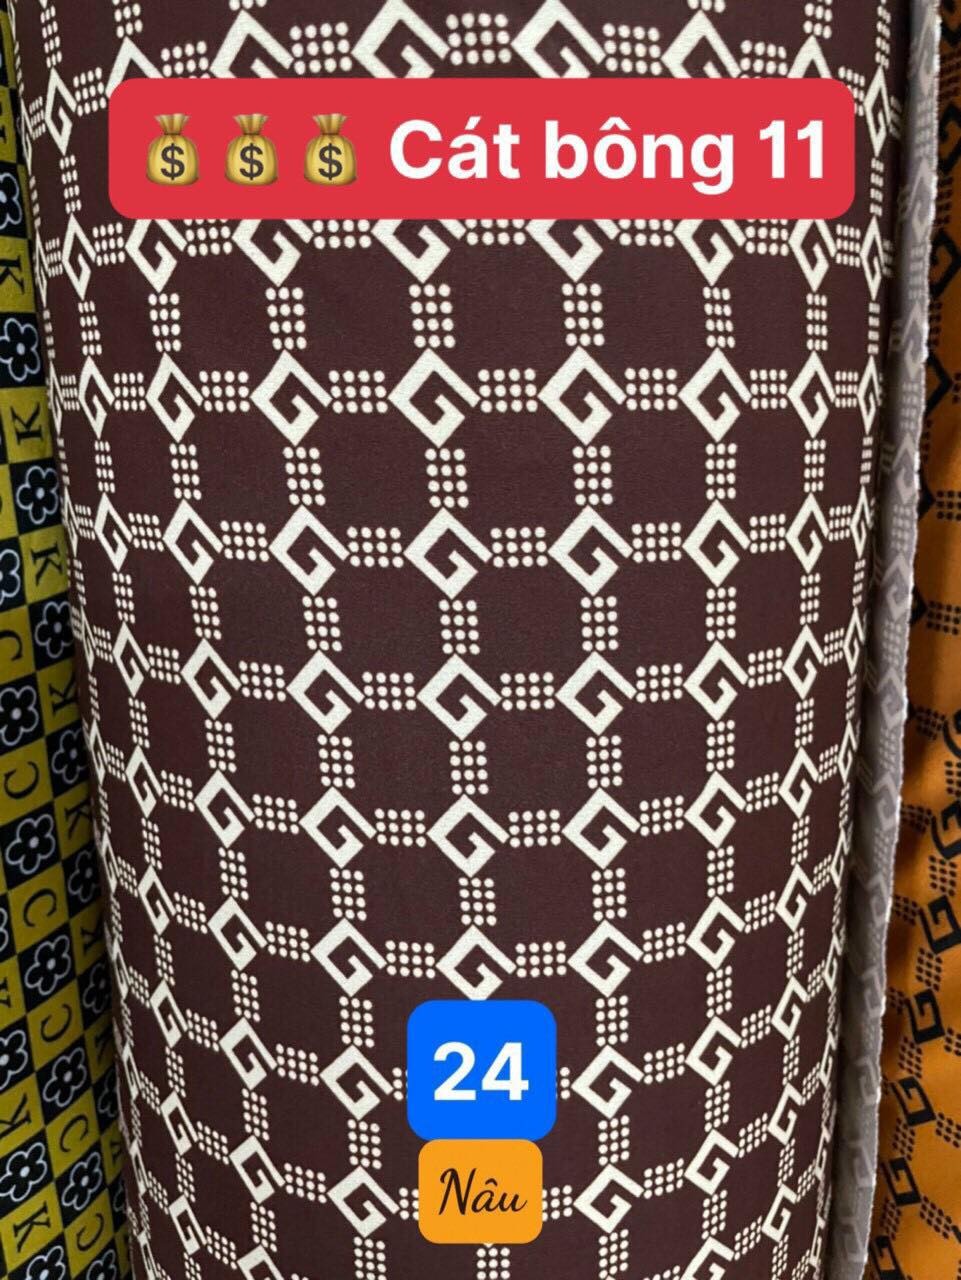 💰💰💰 Cát bông 11
24
Nâu